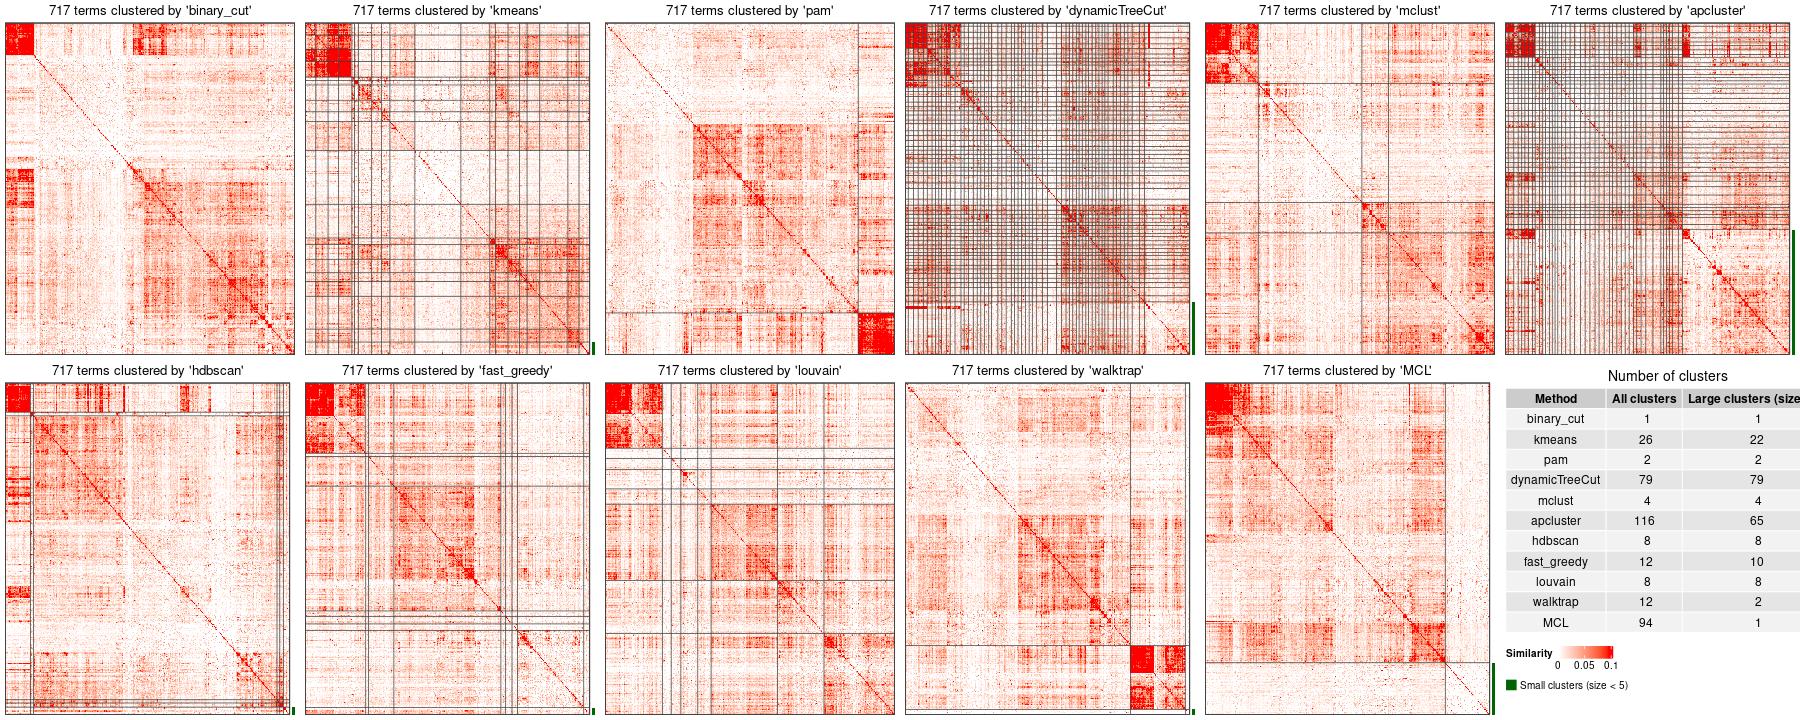 717 terms clustered by 'binary_cut'
717 terms clustered by 'kmeans'
717 terms clustered by 'pam'
717 terms clustered by 'dynamicTreeCut'
717 terms clustered by 'mclust'
717 terms clustered by 'apcluster'
717 terms clustered by 'hdbscan'
717 terms clustered by 'fast_greedy'
717 terms clustered by 'louvain'
717 terms clustered by 'walktrap'
717 terms clustered by 'MCL'
Number of clusters
Method All clusters Large clusters (size
binary_cut 1 1
kmeans 26 22
pam 2 2
dynamicTreeCut 79 79
mclust 4 4
apcluster 116 65
hdbscan 8 8
fast_greedy 12 10
louvain 8 8
walktrap 12 2
MCL 94 1
Similarity
0 0.05 0.1
Small clusters (size < 5)